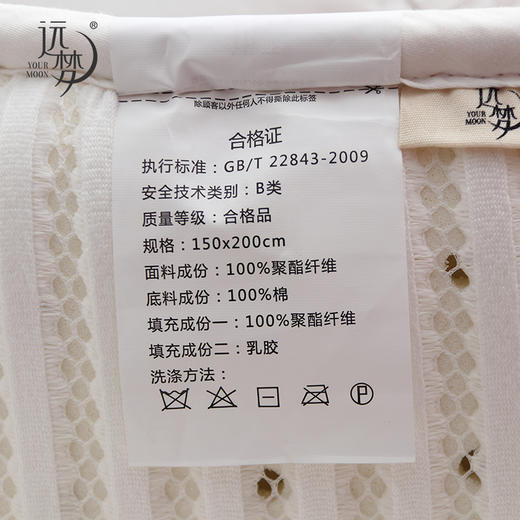 远梦®
YOUR
MOON
除顾客以外任何人不得撕除此标签
远梦
YOUR
MOON
合格证
执行标准：GB/T 22843-2009
安全技术类别：B类
质量等级：合格品
规格：150x200cm
面料成份：100%聚酯纤维
底料成份：100%棉
填充成份一：100%聚酯纤维
填充成份二：乳胶
洗涤方法：
P